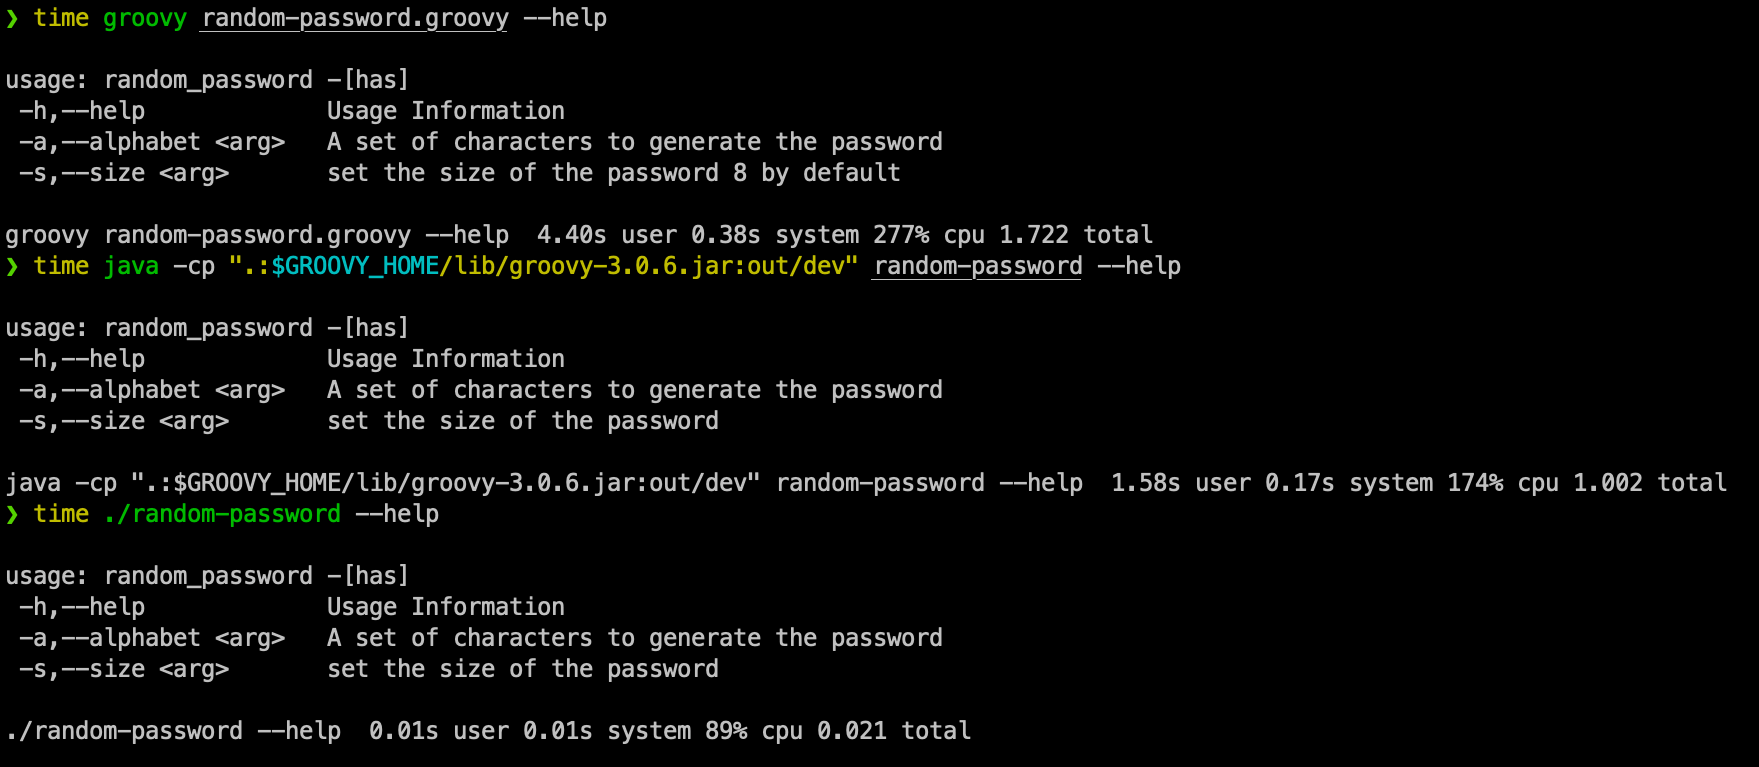 ❯ time groovy random-password.groovy --help
usage: random_password -[has]
-h,--help Usage Information
-a,--alphabet <arg> A set of characters to generate the password
-s,--size <arg> set the size of the password 8 by default
groovy random-password.groovy --help 4.40s user 0.38s system 277% cpu 1.722 total
❯ time java -cp ".:$GROOVY_HOME/lib/groovy-3.0.6.jar:out/dev" random-password --help
usage: random_password -[has]
-h,--help Usage Information
-a,--alphabet <arg> A set of characters to generate the password
-s,--size <arg> set the size of the password
java -cp ".:$GROOVY_HOME/lib/groovy-3.0.6.jar:out/dev" random-password --help 1.58s user 0.17s system 174% cpu 1.002 total
❯ time ./random-password --help
usage: random_password -[has]
-h,--help Usage Information
-a,--alphabet <arg> A set of characters to generate the password
-s,--size <arg> set the size of the password
./random-password --help 0.01s user 0.01s system 89% cpu 0.021 total